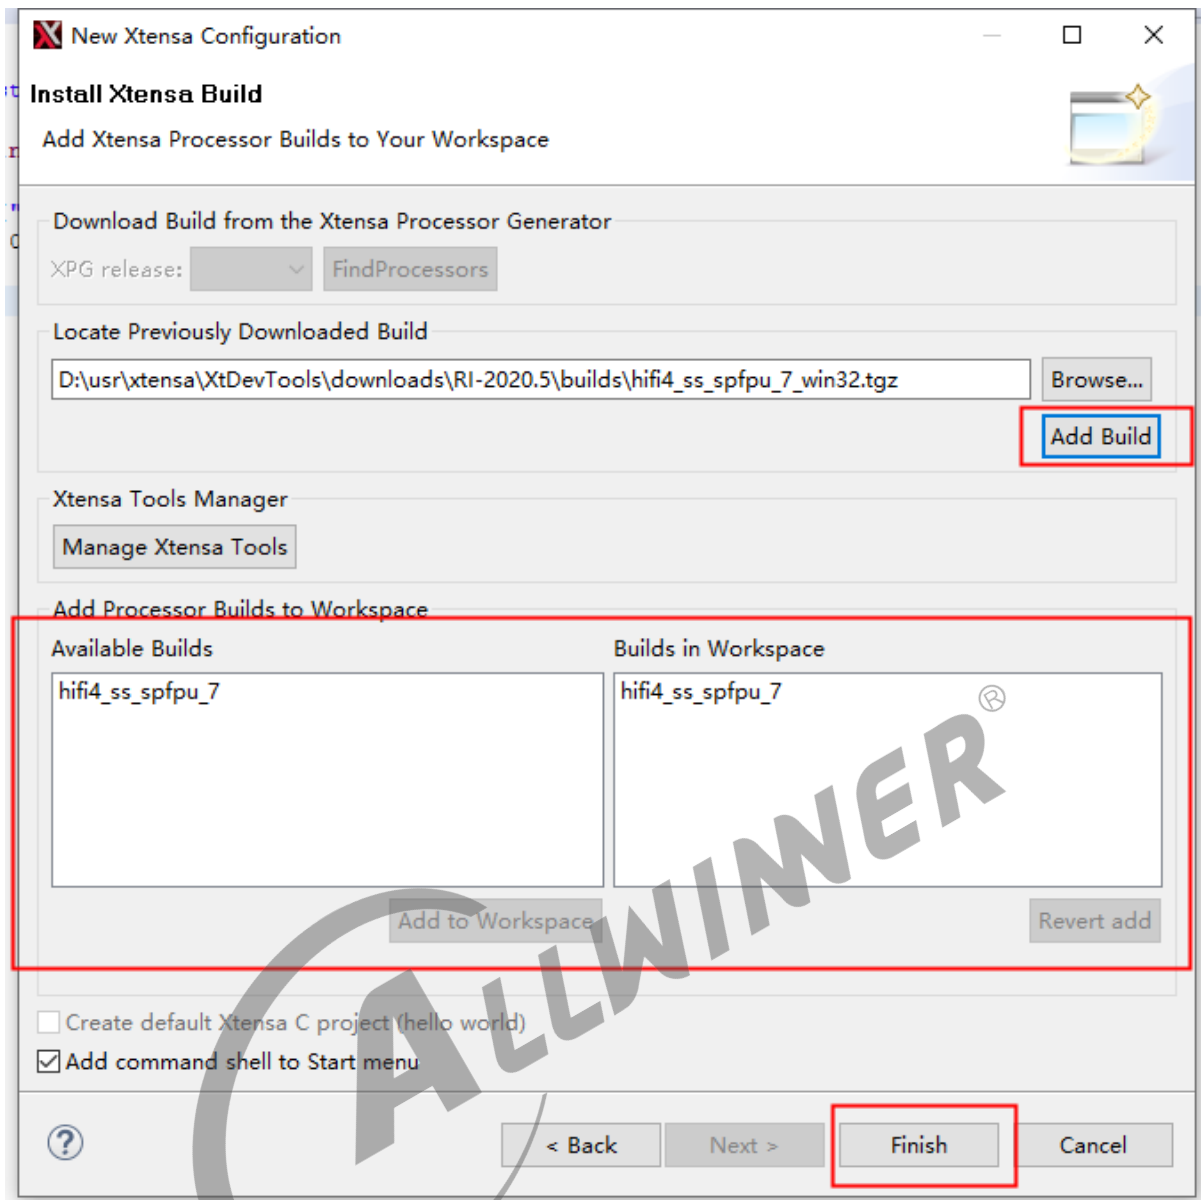 New Xtensa Configuration
Install Xtensa Build
Add Xtensa Processor Builds to Your Workspace
Download Build from the Xtensa Processor Generator
XPG release:
FindProcessors
Locate Previously Downloaded Build
D:\usr\xtensa\XtDevTools\downloads\RI-2020.5\builds\hifi4_ss_spfpu_7_win32.tgz
Browse...
Add Build
Xtensa Tools Manager
Manage Xtensa Tools
Add Processor Builds to Workspace
Available Builds
Builds in Workspace
hifi4_ss_spfpu_7
hifi4_ss_spfpu_7
ALLWINNER®
Add to Workspace
Revert add
Create default Xtensa C project (hello world)
Add command shell to Start menu
?
< Back
Next >
Finish
Cancel